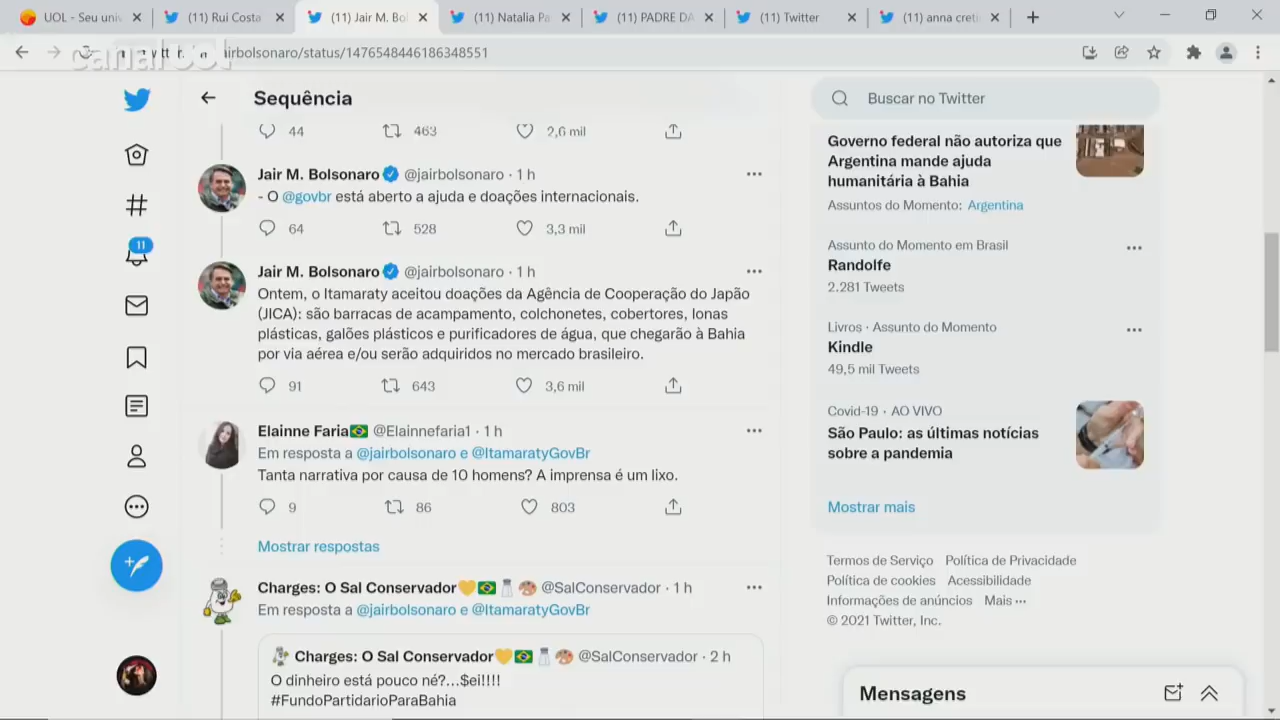 UOL - Seu univ
(11) Rui Costa
(11) Jair M. Bol
(11) Natalia Pa
(11) PADRE DA
(11) Twitter
(11) anna creti
canal UOL
airbolsonaro/status/1476548446186348551
Sequência
44 463 2,6 mil
Jair M. Bolsonaro @jairbolsonaro · 1 h
- O @govbr está aberto a ajuda e doações internacionais.
64 528 3,3 mil
Jair M. Bolsonaro @jairbolsonaro · 1 h
Ontem, o Itamaraty aceitou doações da Agência de Cooperação do Japão
(JICA): são barracas de acampamento, colchonetes, cobertores, lonas
plásticas, galões plásticos e purificadores de água, que chegarão à Bahia
por via aérea e/ou serão adquiridos no mercado brasileiro.
91 643 3,6 mil
Elainne Faria🇧🇷 @Elainnefaria1 · 1 h
Em resposta a @jairbolsonaro e @ItamaratyGovBr
Tanta narrativa por causa de 10 homens? A imprensa é um lixo.
9 86 803
Mostrar respostas
Charges: O Sal Conservador💛🇧🇷🧂🎨 @SalConservador · 1 h
Em resposta a @jairbolsonaro e @ItamaratyGovBr
Charges: O Sal Conservador💛🇧🇷🧂🎨 @SalConservador · 2 h
O dinheiro está pouco né?...$ei!!!!
#FundoPartidarioParaBahia
11
Buscar no Twitter
Governo federal não autoriza que
Argentina mande ajuda
humanitária à Bahia
Assuntos do Momento: Argentina
Assunto do Momento em Brasil
Randolfe
2.281 Tweets
Livros · Assunto do Momento
Kindle
49,5 mil Tweets
Covid-19 · AO VIVO
São Paulo: as últimas notícias
sobre a pandemia
Mostrar mais
Termos de Serviço Política de Privacidade
Política de cookies Acessibilidade
Informações de anúncios Mais ···
© 2021 Twitter, Inc.
Mensagens